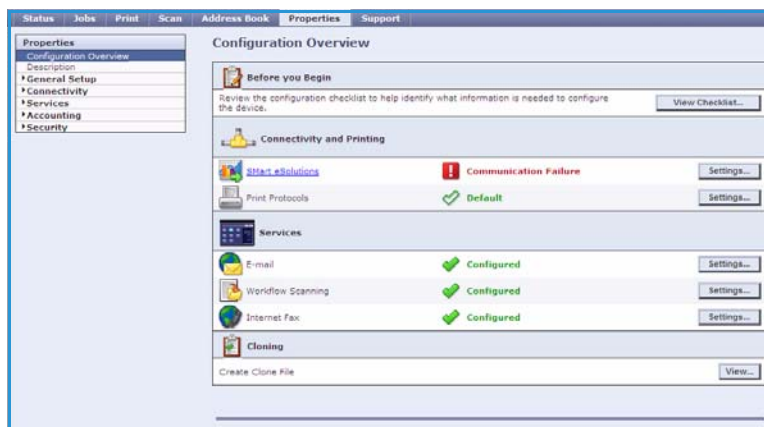 Status Jobs Print Scan Address Book Properties Support
Properties
Configuration Overview
Description
General Setup
Connectivity
Services
Accounting
Security
Configuration Overview
Before you Begin
Review the configuration checklist to help identify what information is needed to configure
the device.
View Checklist...
Connectivity and Printing
SMart eSolutions Communication Failure Settings...
Print Protocols Default Settings...
Services
E-mail Configured Settings...
Workflow Scanning Configured Settings...
Internet Fax Configured Settings...
Cloning
Create Clone File View...